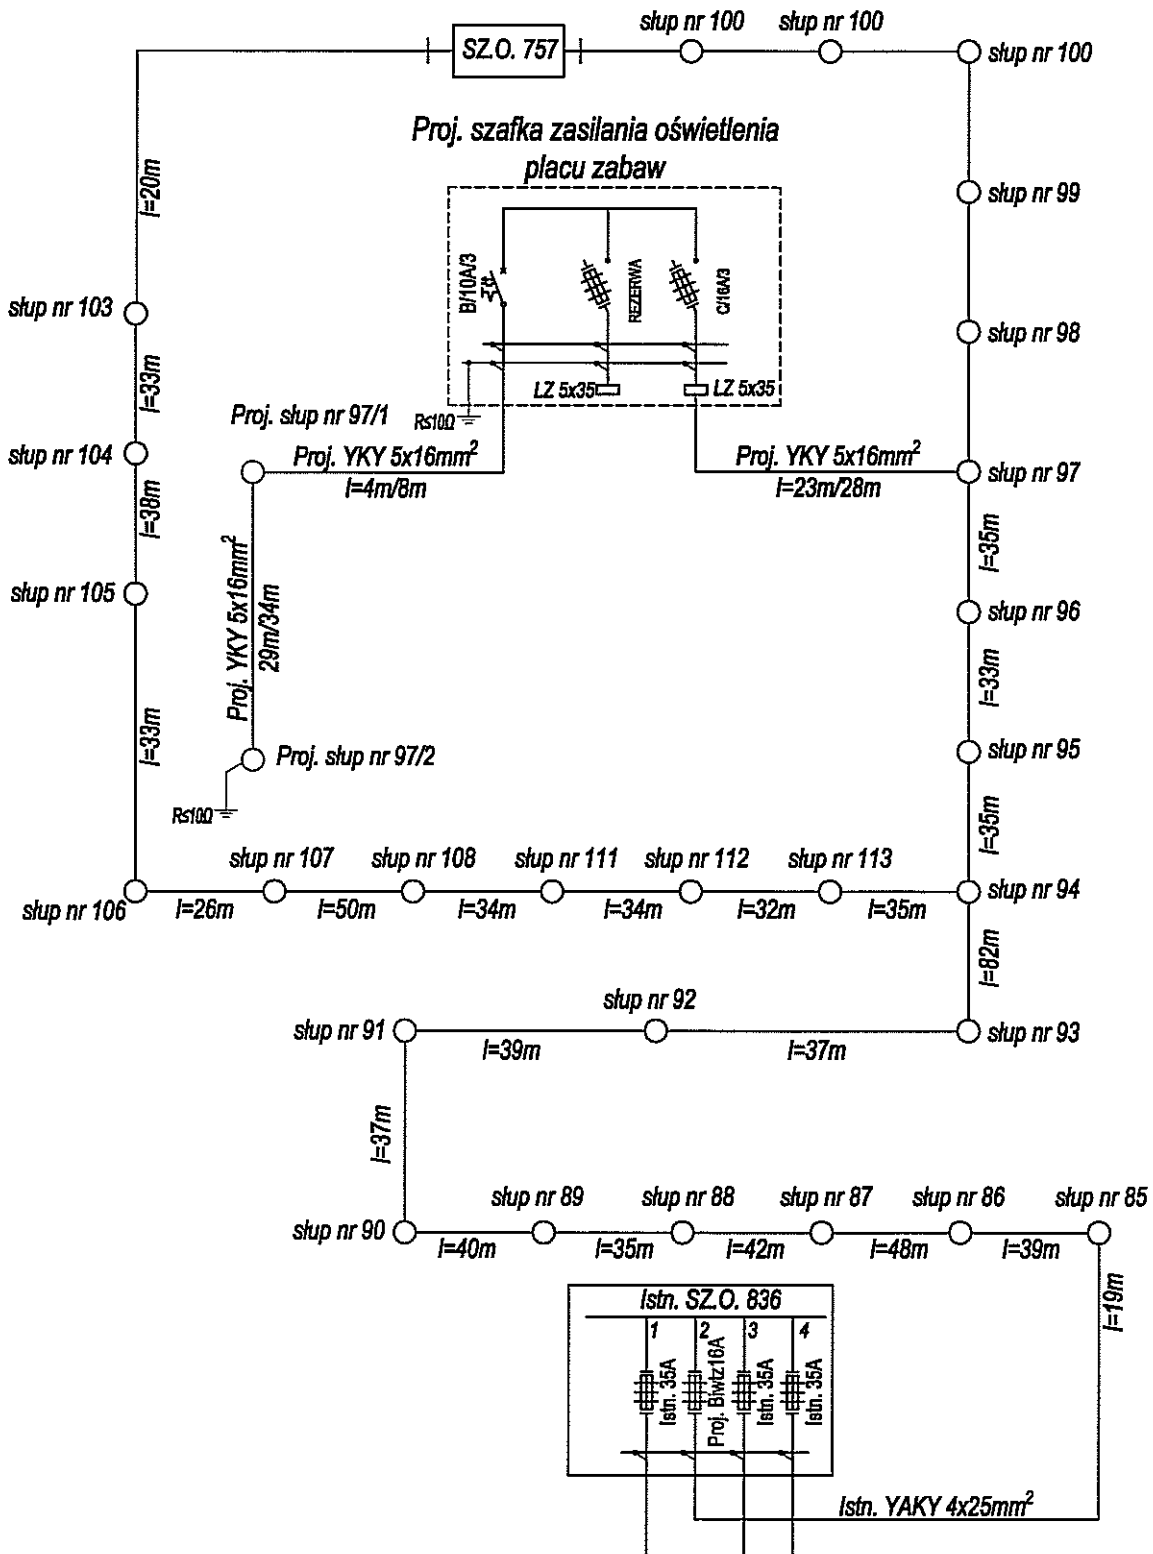 słup nr 100
słup nr 100
SZ.O. 757
słup nr 100
Proj. szafka zasilania oświetlenia
placu zabaw
l=20m
słup nr 99
B/10A/3
REZERWA
C/16A/3
słup nr 103
słup nr 98
l=33m
LZ 5x35
LZ 5x35
Proj. słup nr 97/1
R≤10Ω
słup nr 104
Proj. YKY 5x16mm²
l=4m/8m
Proj. YKY 5x16mm²
l=23m/28m
słup nr 97
l=38m
l=35m
słup nr 105
Proj. YKY 5x16mm²
29m/34m
słup nr 96
l=33m
l=33m
Proj. słup nr 97/2
słup nr 95
R≤10Ω
l=35m
słup nr 107
słup nr 108
słup nr 111
słup nr 112
słup nr 113
słup nr 106
l=26m
l=50m
l=34m
l=34m
l=32m
l=35m
słup nr 94
l=82m
słup nr 92
słup nr 91
l=39m
l=37m
słup nr 93
l=37m
słup nr 89
słup nr 88
słup nr 87
słup nr 86
słup nr 85
słup nr 90
l=40m
l=35m
l=42m
l=48m
l=39m
l=19m
Istn. SZ.O. 836
1
2
3
4
Istn. 35A
Proj. Biwtz16A
Istn. 35A
Istn. 35A
Istn. YAKY 4x25mm²